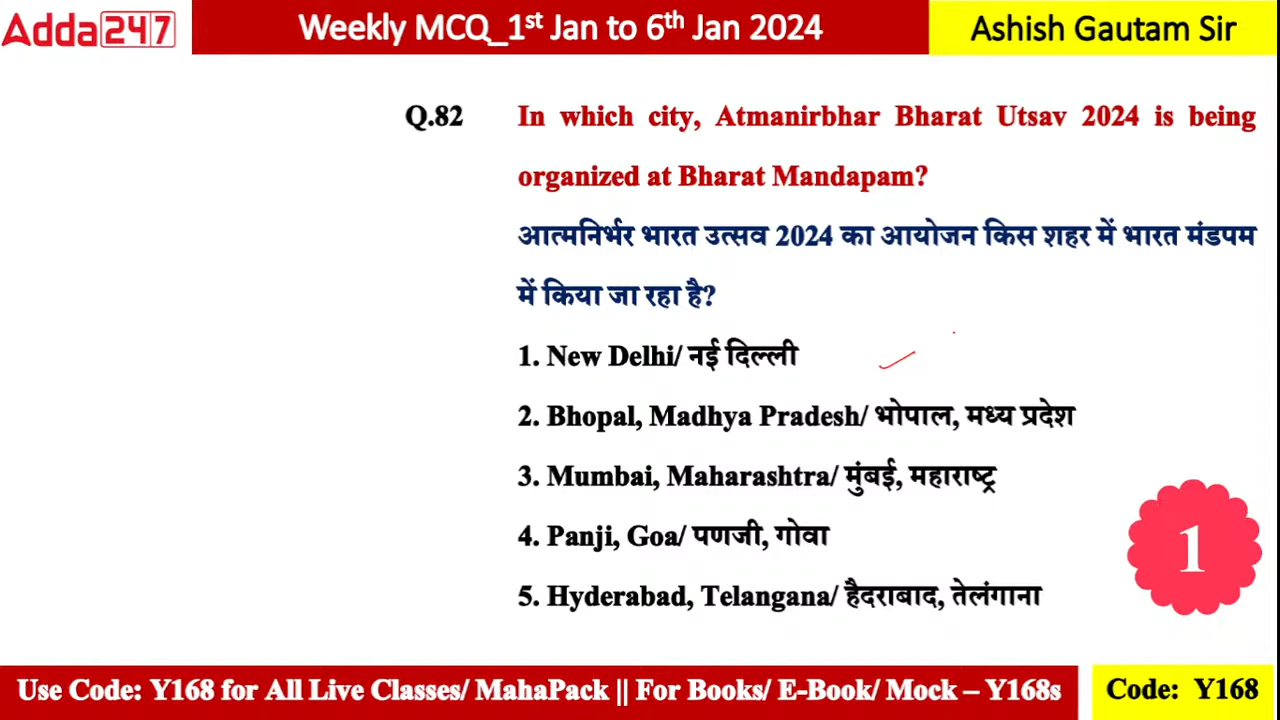 Adda247
Weekly MCQ_1st Jan to 6th Jan 2024
Ashish Gautam Sir
Q.82 In which city, Atmanirbhar Bharat Utsav 2024 is being
organized at Bharat Mandapam?
आत्मनिर्भर भारत उत्सव 2024 का आयोजन किस शहर में भारत मंडपम
में किया जा रहा है?
1. New Delhi/ नई दिल्ली
2. Bhopal, Madhya Pradesh/ भोपाल, मध्य प्रदेश
3. Mumbai, Maharashtra/ मुंबई, महाराष्ट्र
4. Panji, Goa/ पणजी, गोवा
5. Hyderabad, Telangana/ हैदराबाद, तेलंगाना
1
Use Code: Y168 for All Live Classes/ MahaPack || For Books/ E-Book/ Mock – Y168s
Code: Y168